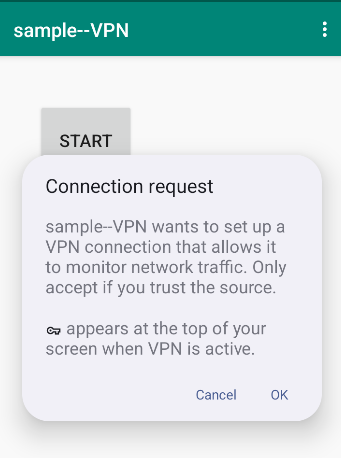 sample--VPN
START
Connection request
sample--VPN wants to set up a
VPN connection that allows it
to monitor network traffic. Only
accept if you trust the source.
appears at the top of your
screen when VPN is active.
Cancel OK